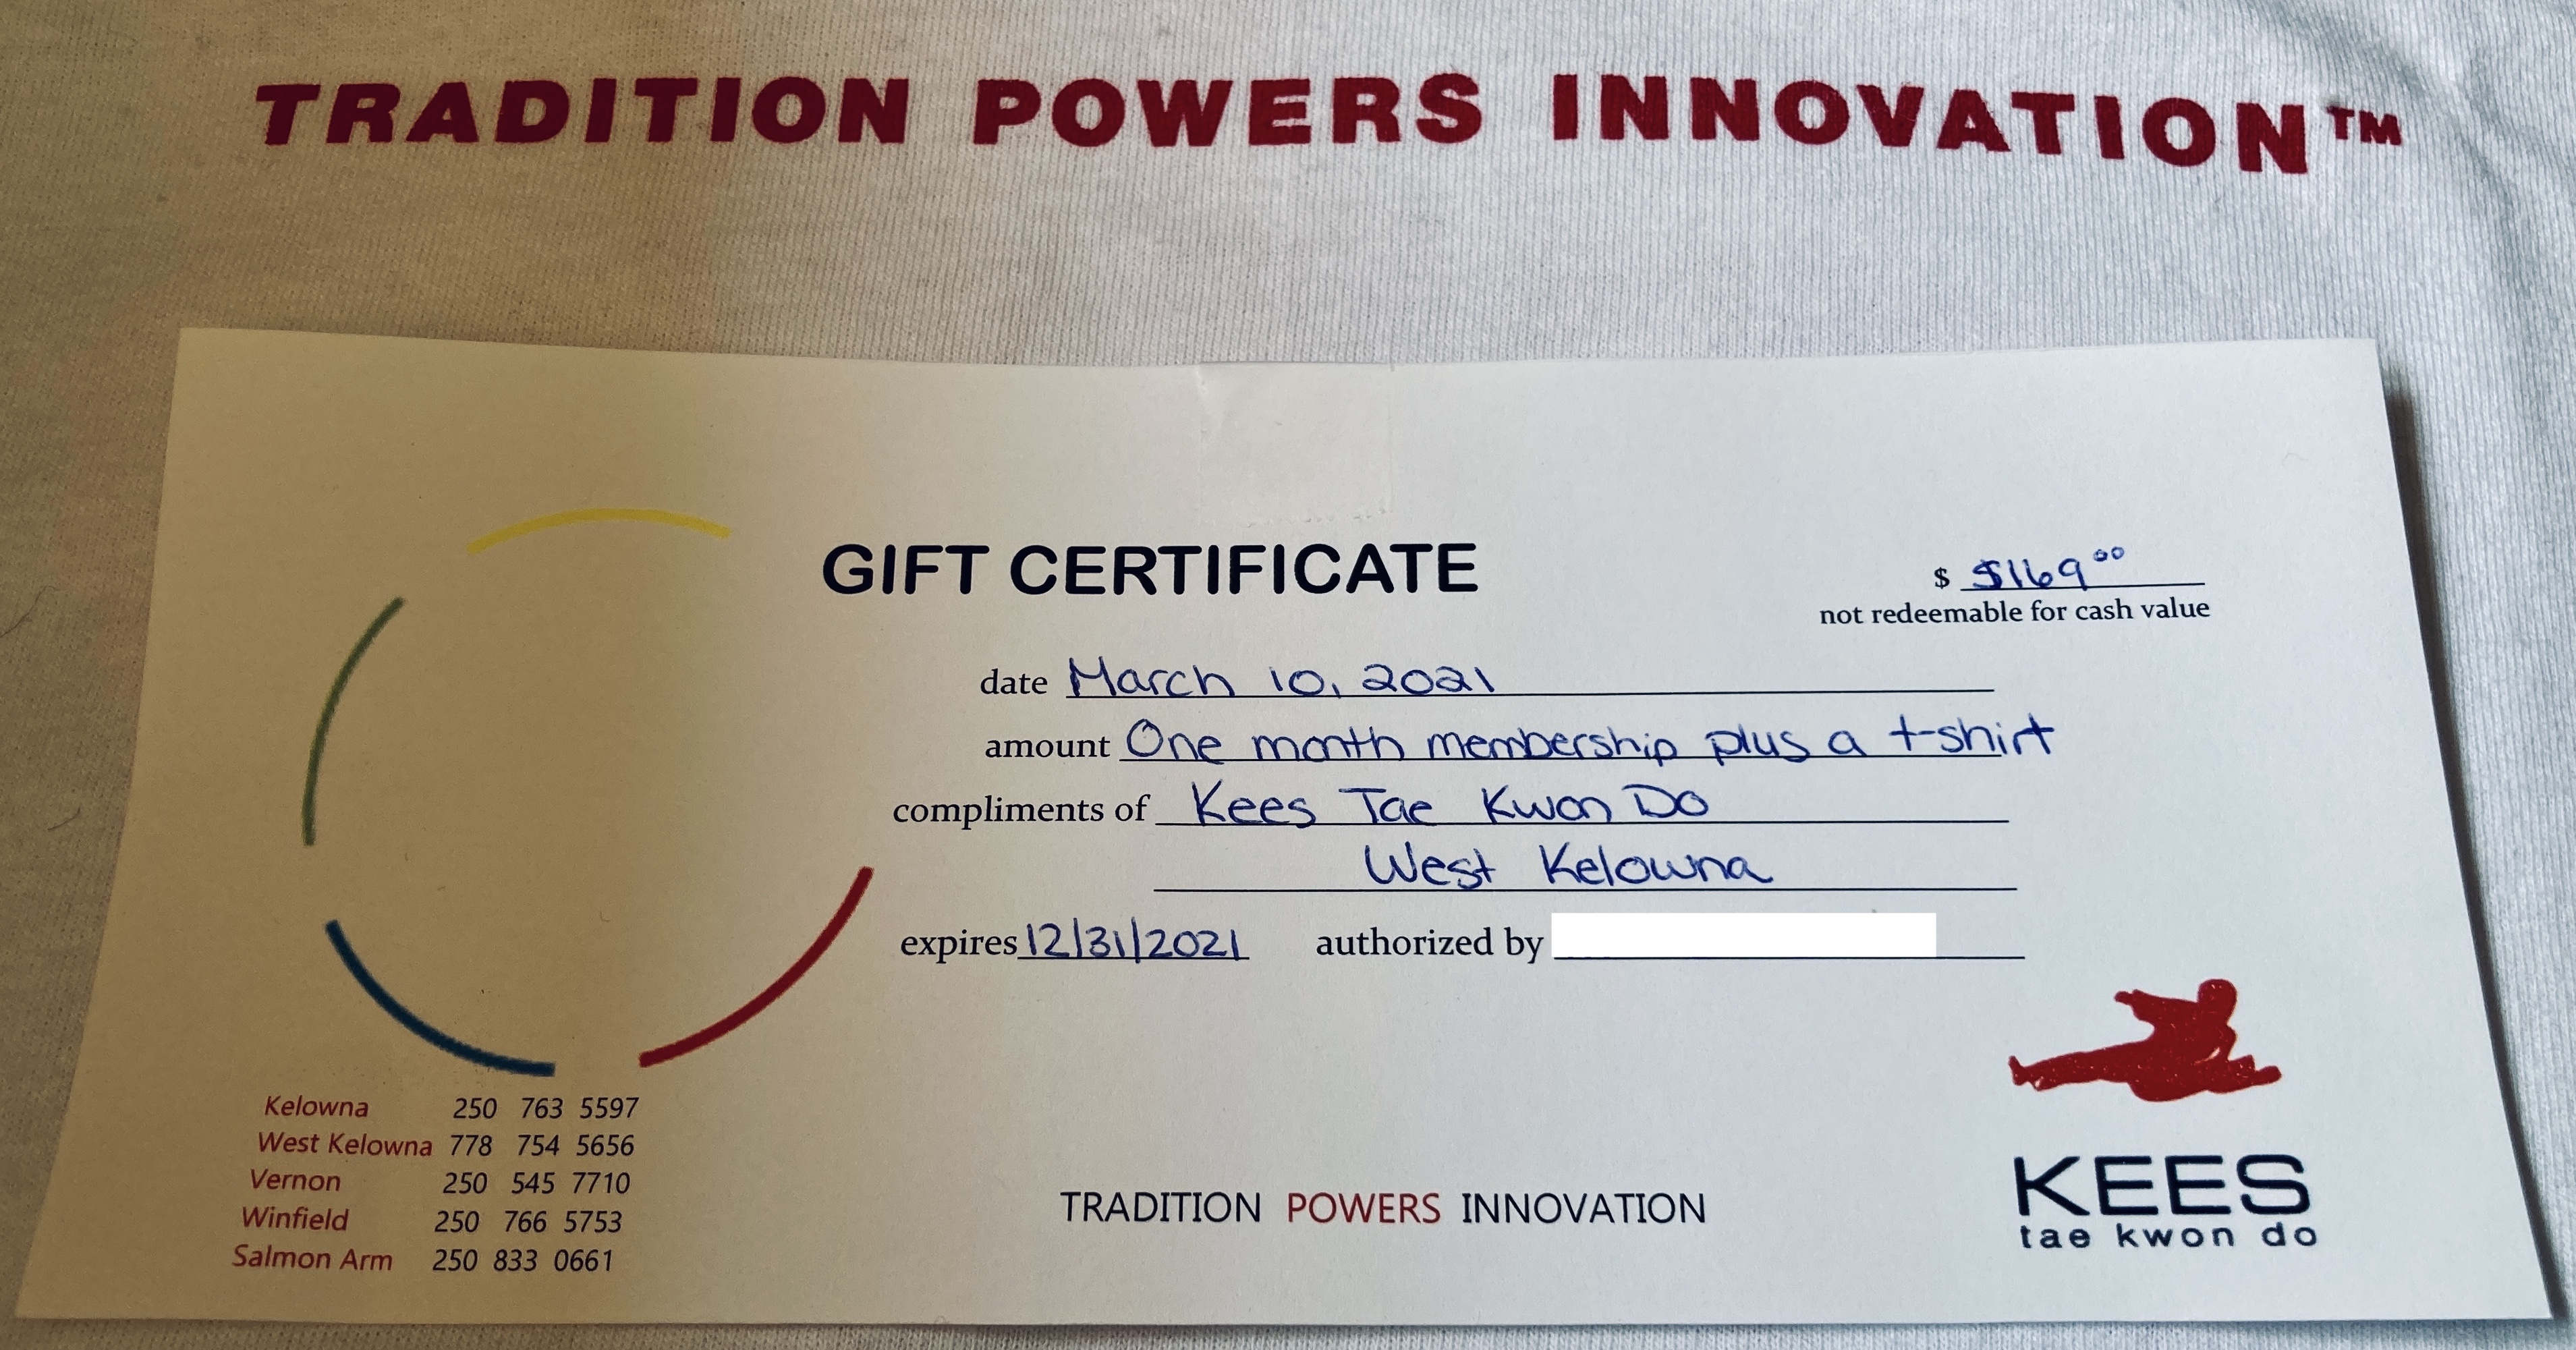 TRADITION POWERS INNOVATION™
GIFT CERTIFICATE
$ $169.00
not redeemable for cash value
date March 10, 2021
amount One month membership plus a t-shirt
compliments of Kees Tae Kwon Do
West Kelowna
expires 12/31/2021 authorized by
Kelowna 250 763 5597
West Kelowna 778 754 5656
Vernon 250 545 7710
Winfield 250 766 5753
Salmon Arm 250 833 0661
TRADITION POWERS INNOVATION
KEES
tae kwon do